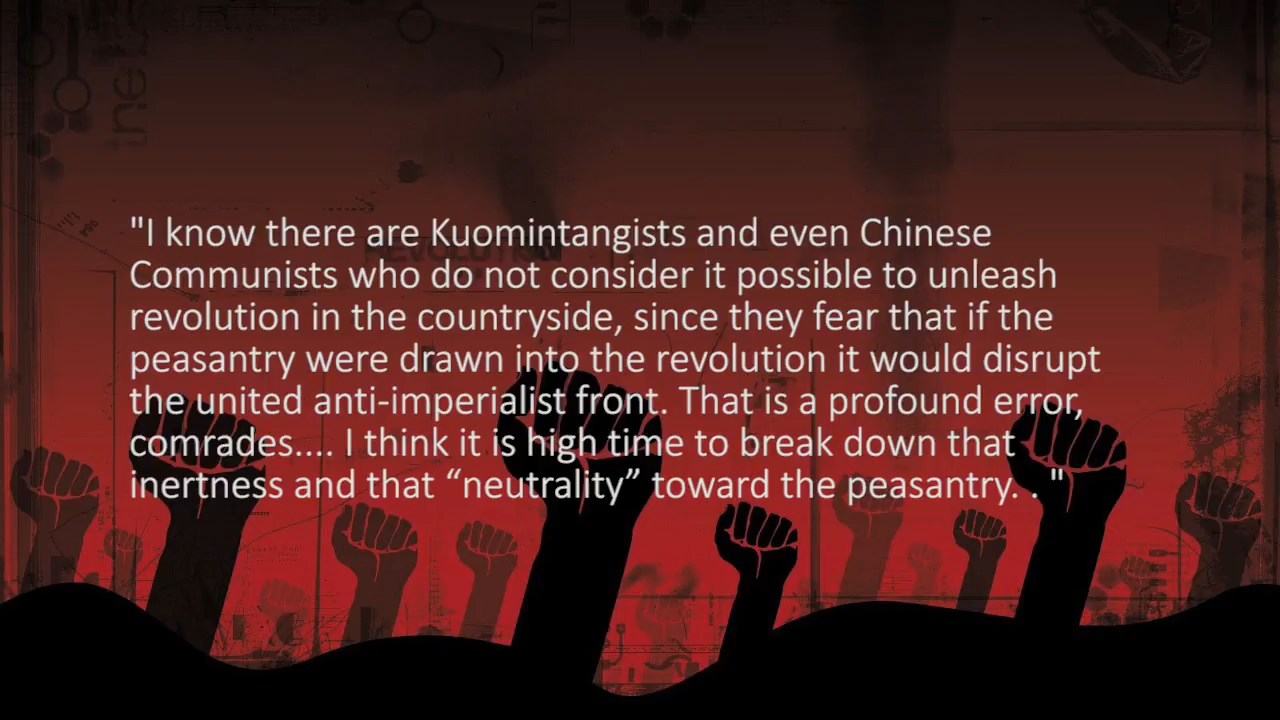 "I know there are Kuomintangists and even Chinese
Communists who do not consider it possible to unleash
revolution in the countryside, since they fear that if the
peasantry were drawn into the revolution it would disrupt
the united anti-imperialist front. That is a profound error,
comrades.... I think it is high time to break down that
inertness and that “neutrality” toward the peasantry. . "